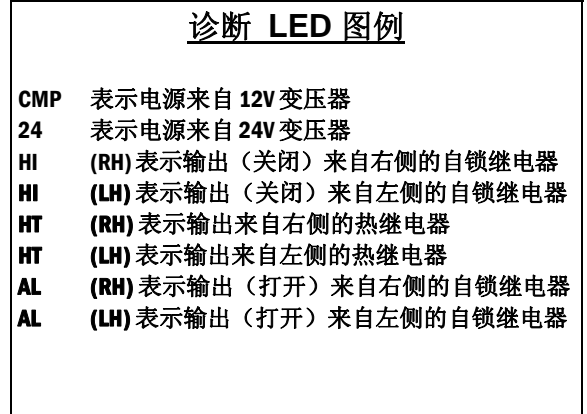 诊断 LED 图例
CMP 表示电源来自 12V 变压器
24 表示电源来自 24V 变压器
HI (RH) 表示输出（关闭）来自右侧的自锁继电器
HI (LH) 表示输出（关闭）来自左侧的自锁继电器
HT (RH) 表示输出来自右侧的热继电器
HT (LH) 表示输出来自左侧的热继电器
AL (RH) 表示输出（打开）来自右侧的自锁继电器
AL (LH) 表示输出（打开）来自左侧的自锁继电器